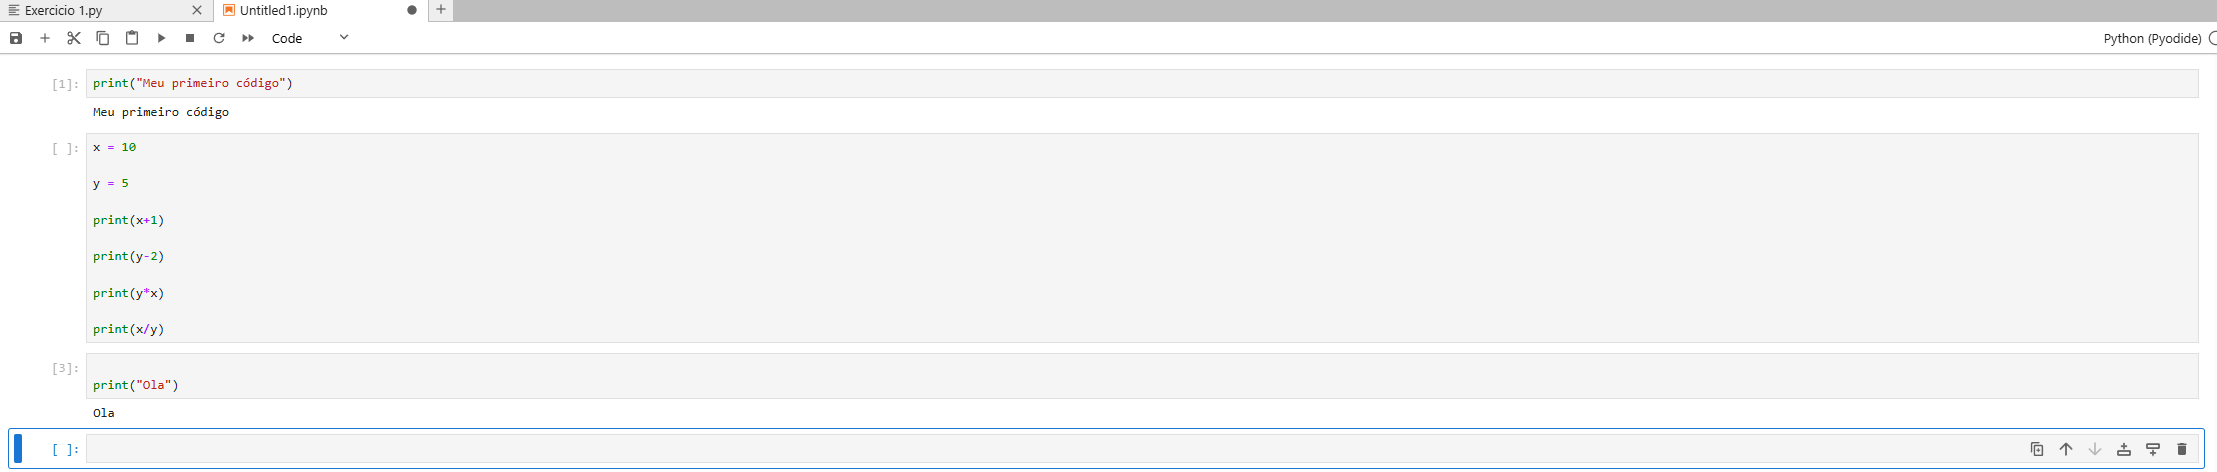 Exercicio 1.py
Untitled1.ipynb
Code
Python (Pyodide)
[1]: print("Meu primeiro código")
Meu primeiro código
[ ]: x = 10
y = 5
print(x+1)
print(y-2)
print(y*x)
print(x/y)
[3]:
print("Ola")
Ola
[ ]: